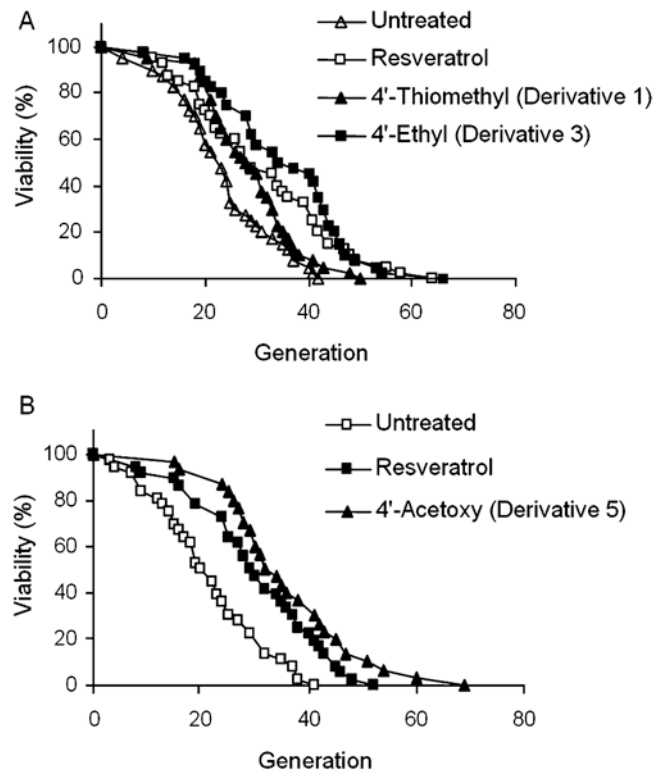 A
Untreated
Resveratrol
4'-Thiomethyl (Derivative 1)
4'-Ethyl (Derivative 3)
Viability (%)
100
80
60
40
20
0
0 20 40 60 80
Generation
B
Untreated
Resveratrol
4'-Acetoxy (Derivative 5)
Viability (%)
100
80
60
40
20
0
0 20 40 60 80
Generation